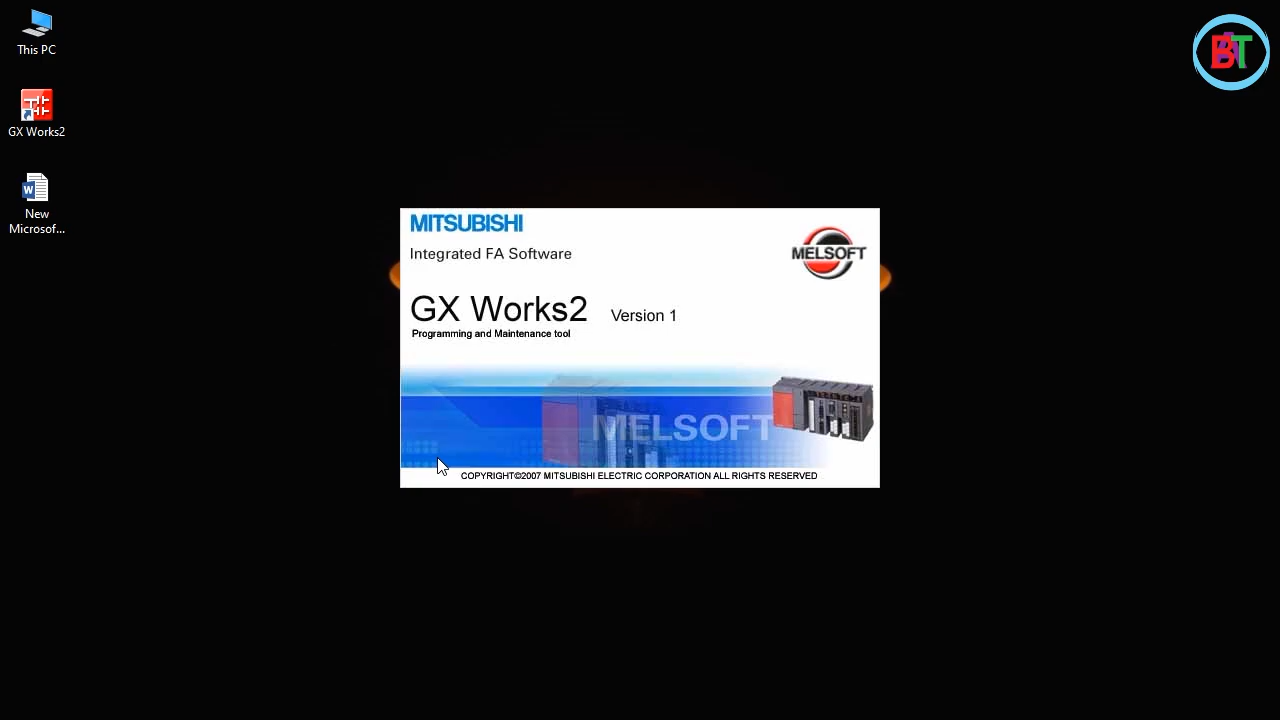 This PC
GX Works2
New
Microsof...
BAT
MITSUBISHI
Integrated FA Software
MELSOFT
GX Works2 Version 1
Programming and Maintenance tool
MELSOFT
COPYRIGHT©2007 MITSUBISHI ELECTRIC CORPORATION ALL RIGHTS RESERVED